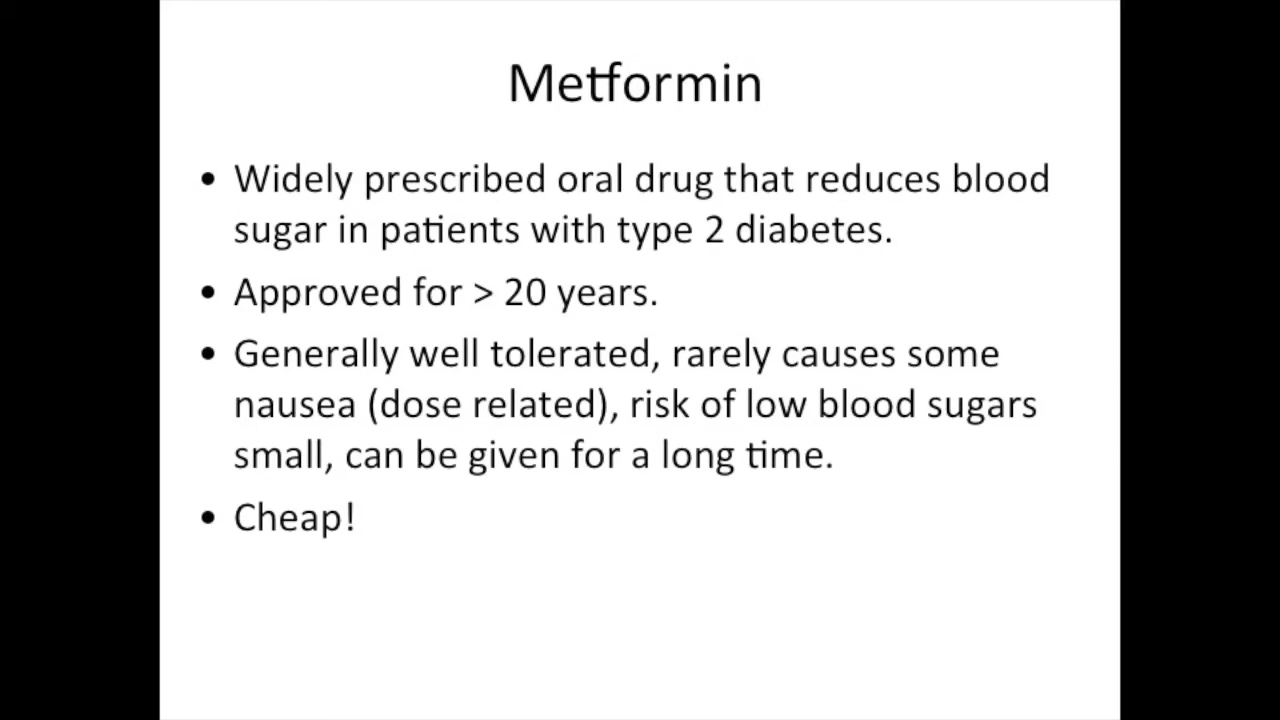 Metformin
• Widely prescribed oral drug that reduces blood
sugar in patients with type 2 diabetes.
• Approved for > 20 years.
• Generally well tolerated, rarely causes some
nausea (dose related), risk of low blood sugars
small, can be given for a long time.
• Cheap!